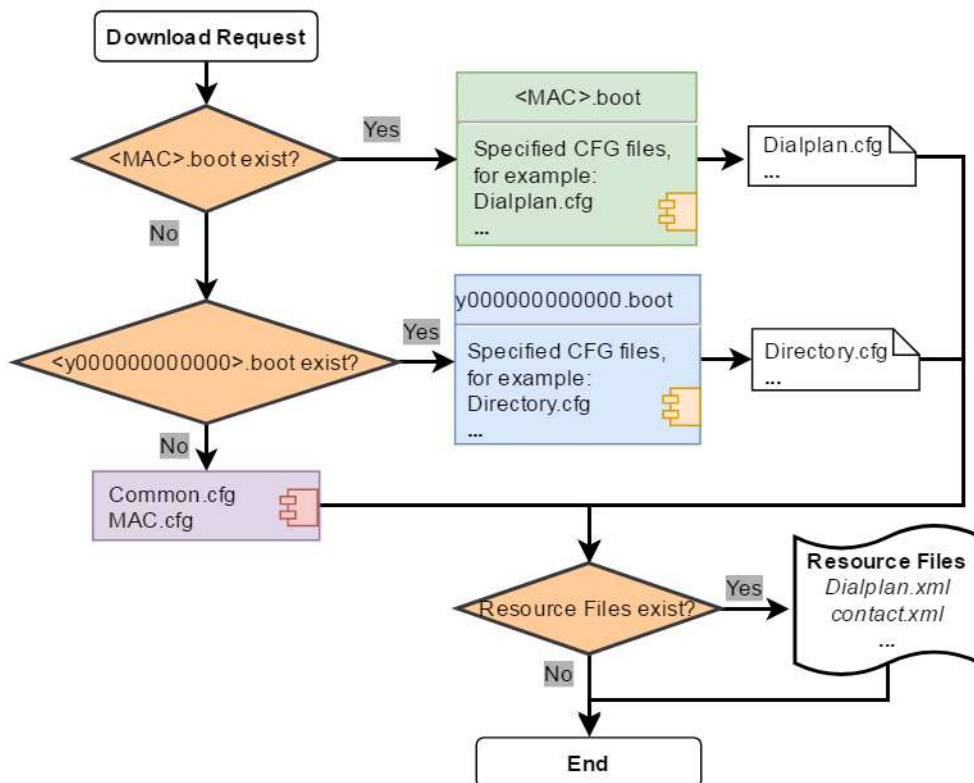 Download Request
<MAC>.boot exist?
Yes
<MAC>.boot
Specified CFG files,
for example:
Dialplan.cfg
...
Dialplan.cfg
...
No
<y000000000000>.boot exist?
Yes
y000000000000.boot
Specified CFG files,
for example:
Directory.cfg
...
Directory.cfg
...
No
Common.cfg
MAC.cfg
Resource Files exist?
Yes
Resource Files
Dialplan.xml
contact.xml
...
No
End